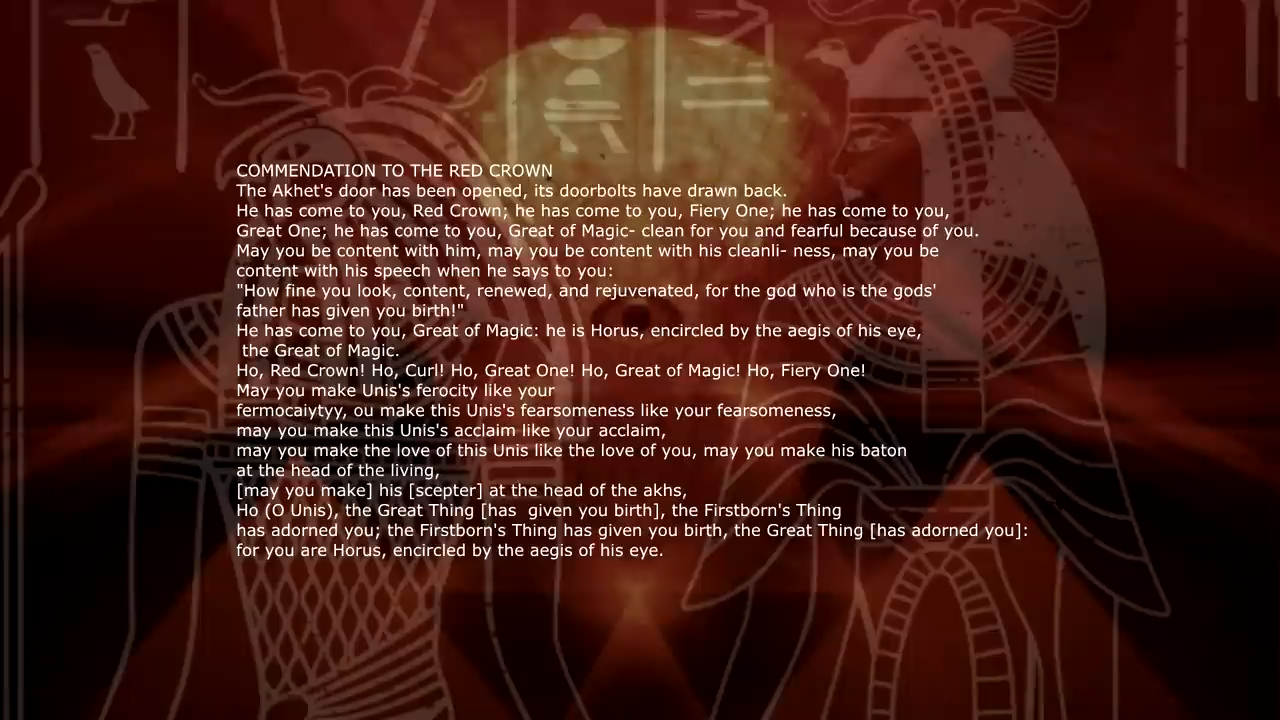 COMMENDATION TO THE RED CROWN
The Akhet's door has been opened, its doorbolts have drawn back.
He has come to you, Red Crown; he has come to you, Fiery One; he has come to you,
Great One; he has come to you, Great of Magic- clean for you and fearful because of you.
May you be content with him, may you be content with his cleanli- ness, may you be
content with his speech when he says to you:
"How fine you look, content, renewed, and rejuvenated, for the god who is the gods'
father has given you birth!"
He has come to you, Great of Magic: he is Horus, encircled by the aegis of his eye,
the Great of Magic.
Ho, Red Crown! Ho, Curl! Ho, Great One! Ho, Great of Magic! Ho, Fiery One!
May you make Unis's ferocity like your
fermocaiytyy, ou make this Unis's fearsomeness like your fearsomeness,
may you make this Unis's acclaim like your acclaim,
may you make the love of this Unis like the love of you, may you make his baton
at the head of the living,
[may you make] his [scepter] at the head of the akhs,
Ho (O Unis), the Great Thing [has  given you birth], the Firstborn's Thing
has adorned you; the Firstborn's Thing has given you birth, the Great Thing [has adorned you]:
for you are Horus, encircled by the aegis of his eye.